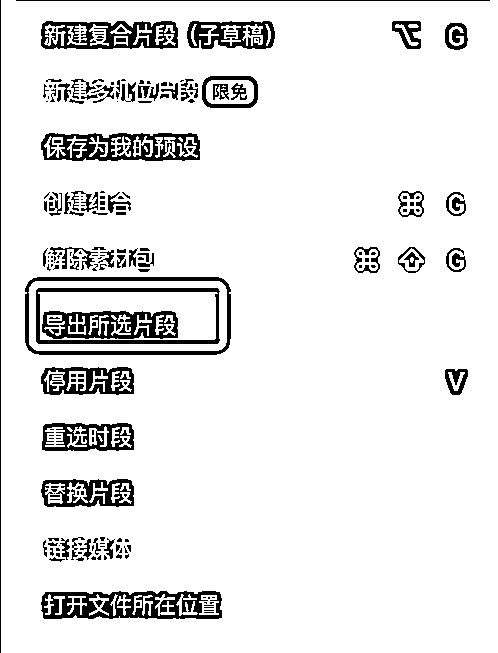 新建复合片段（子草稿） ⌥ G
新建多机位片段 限免
保存为我的预设
创建组合 ⌘ G
解除素材包 ⌘ ⇧ G
导出所选片段
停用片段 V
重选时段
替换片段
链接媒体
打开文件所在位置